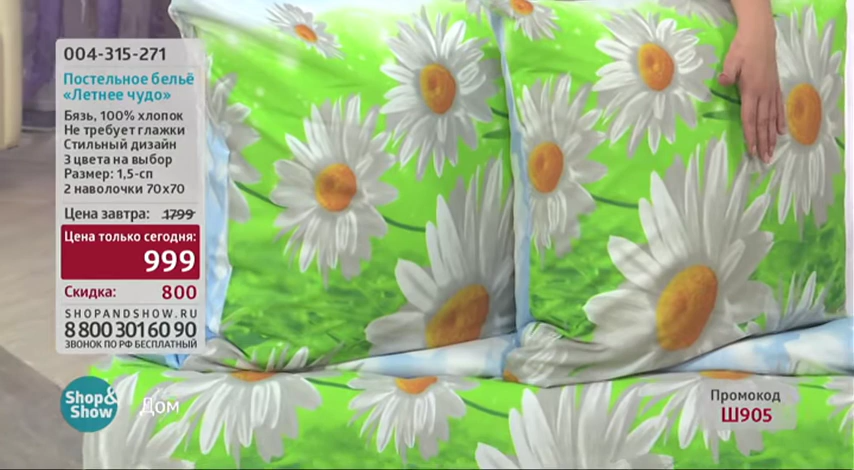 004-315-271
Постельное бельё
«Летнее чудо»
Бязь, 100% хлопок
Не требует глажки
Стильный дизайн
3 цвета на выбор
Размер: 1,5-сп
2 наволочки 70x70
Цена завтра: 1799
Цена только сегодня:
999
Скидка: 800
SHOPANDSHOW.RU
8 800 301 60 90
ЗВОНОК ПО РФ БЕСПЛАТНЫЙ
Shop&
Show
Дом
Промокод
Ш905